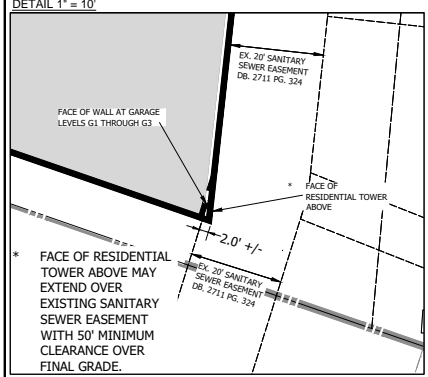 DETAIL 1" = 10'
EX. 20' SANITARY
SEWER EASEMENT
DB. 2711 PG. 324
FACE OF WALL AT GARAGE
LEVELS G1 THROUGH G3
* FACE OF
RESIDENTIAL TOWER
ABOVE
2.0' +/-
EX. 20' SANITARY
SEWER EASEMENT
DB. 2711 PG. 324
* FACE OF RESIDENTIAL
TOWER ABOVE MAY
EXTEND OVER
EXISTING SANITARY
SEWER EASEMENT
WITH 50' MINIMUM
CLEARANCE OVER
FINAL GRADE.